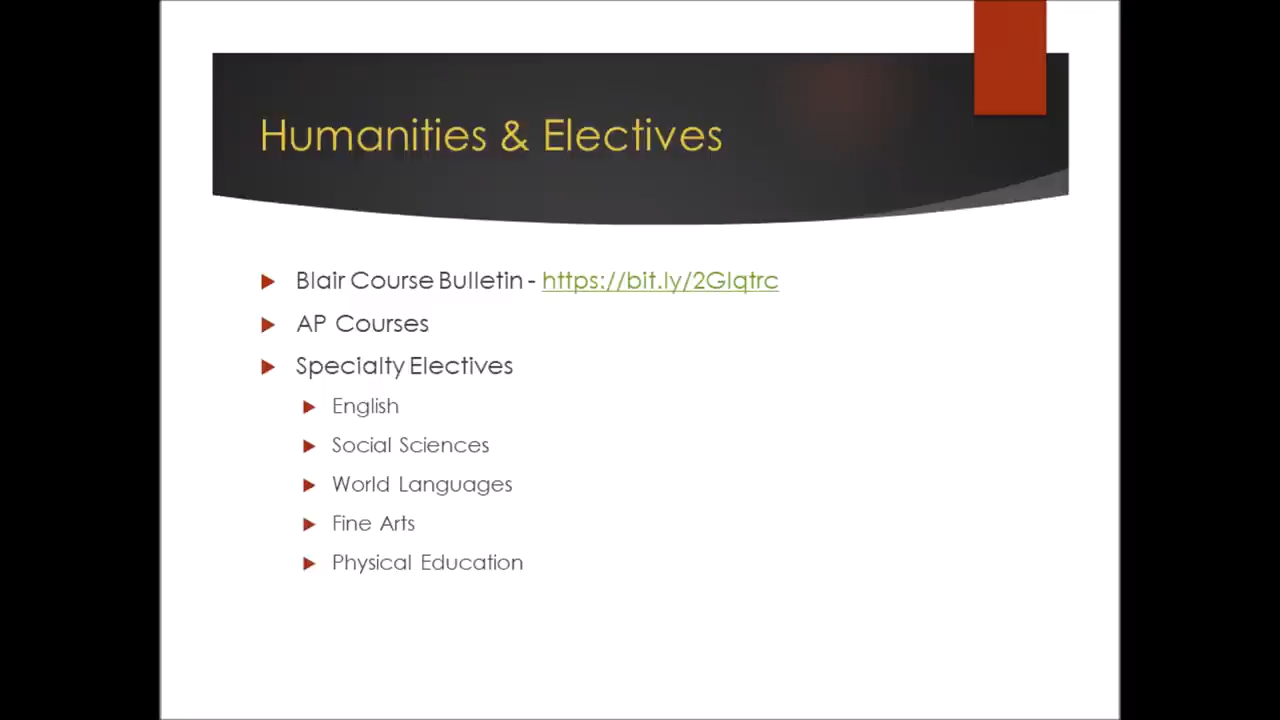 Humanities & Electives
Blair Course Bulletin - https://bit.ly/2GIqtrc
AP Courses
Specialty Electives
English
Social Sciences
World Languages
Fine Arts
Physical Education